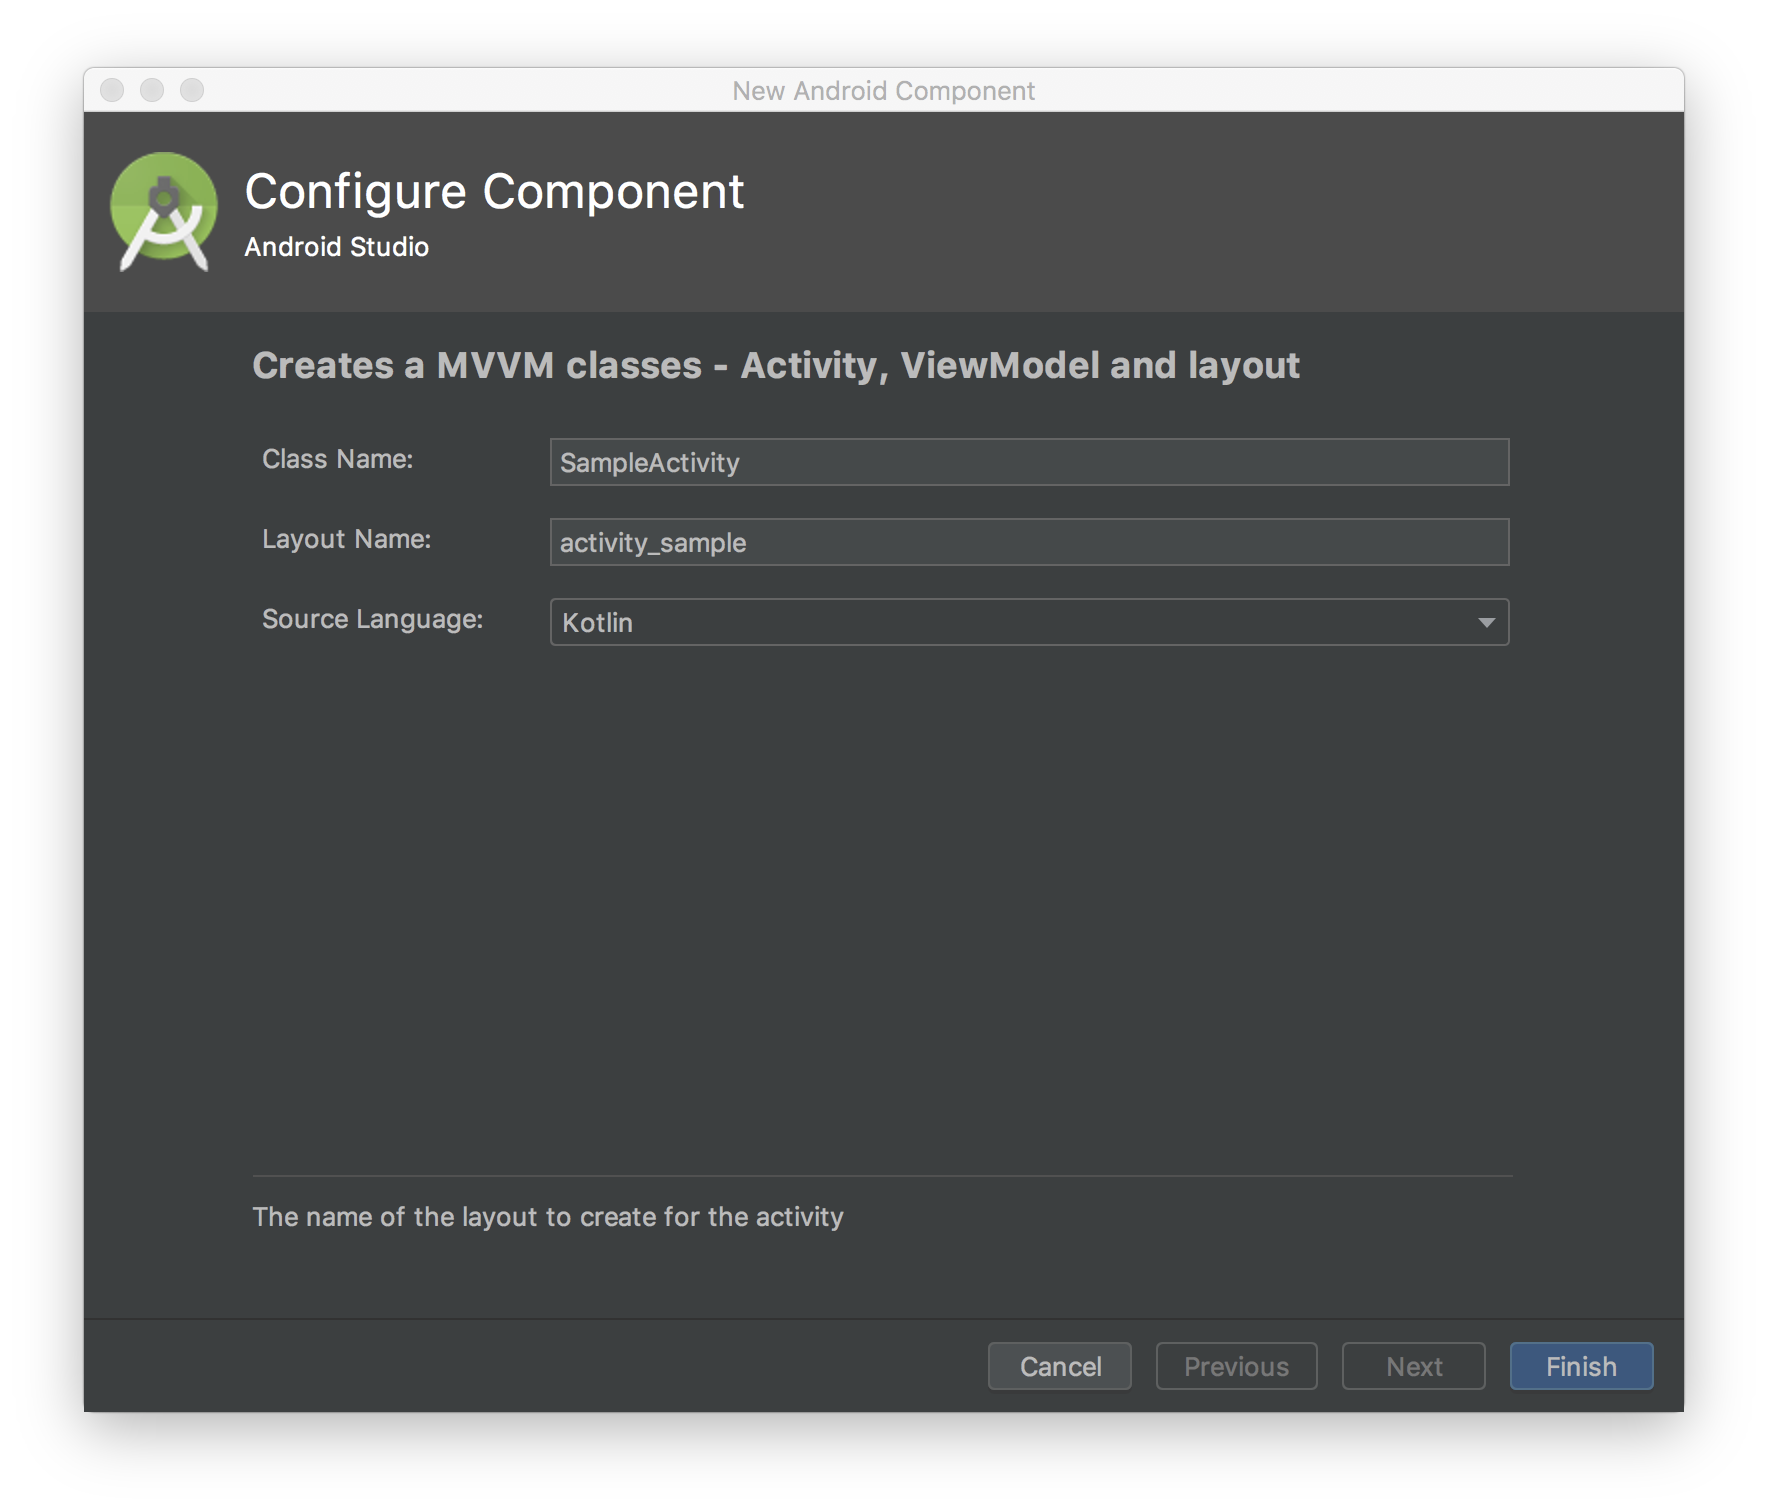 New Android Component
Configure Component
Android Studio
Creates a MVVM classes - Activity, ViewModel and layout
Class Name: SampleActivity
Layout Name: activity_sample
Source Language: Kotlin
The name of the layout to create for the activity
Cancel Previous Next Finish